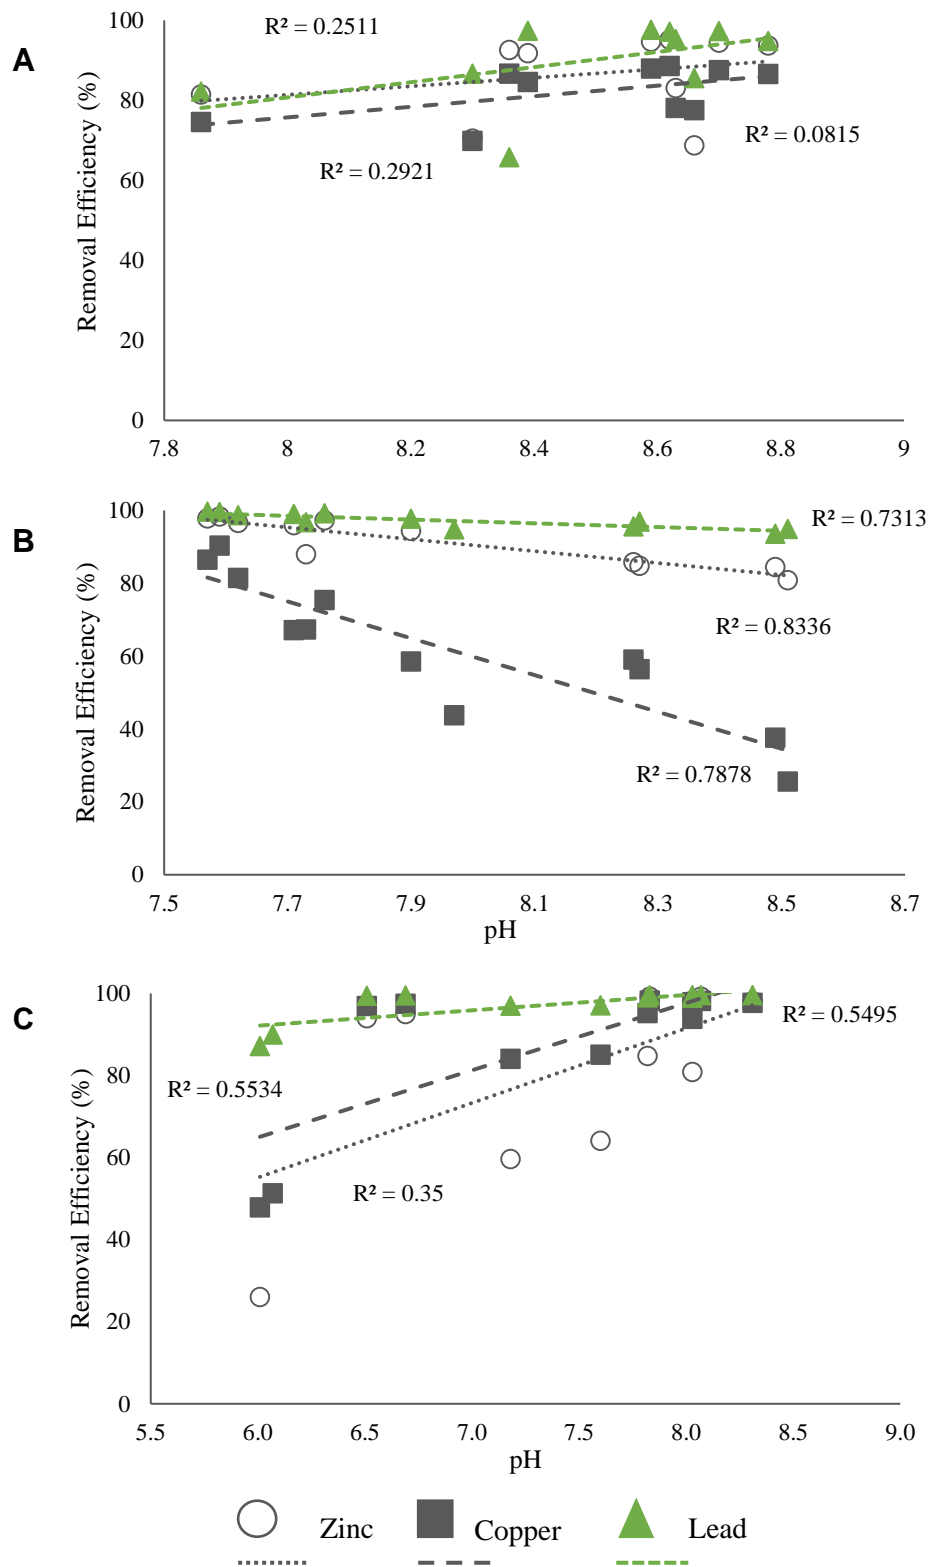 A
Removal Efficiency (%)
100
80
60
40
20
0
R² = 0.2511
R² = 0.0815
R² = 0.2921
7.8 8 8.2 8.4 8.6 8.8 9
B
Removal Efficiency (%)
100
80
60
40
20
0
R² = 0.7313
R² = 0.8336
R² = 0.7878
7.5 7.7 7.9 8.1 8.3 8.5 8.7
pH
C
Removal Efficiency (%)
100
80
60
40
20
0
R² = 0.5495
R² = 0.5534
R² = 0.35
5.5 6.0 6.5 7.0 7.5 8.0 8.5 9.0
pH
Zinc Copper Lead